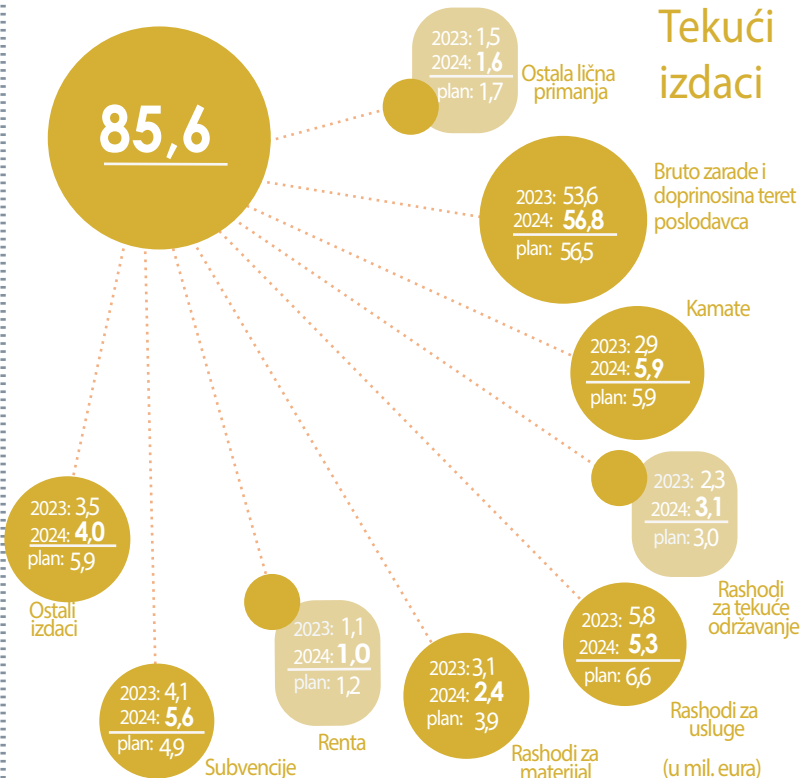 Tekući
izdaci
85,6
2023: 1,5
2024: 1,6
plan: 1,7
Ostala lična
primanja
2023: 53,6
2024: 56,8
plan: 56,5
Bruto zarade i
doprinosina teret
poslodavca
Kamate
2023: 2,9
2024: 5,9
plan: 5,9
2023: 2,3
2024: 3,1
plan: 3,0
Rashodi
za tekuće
održavanje
2023: 5,8
2024: 5,3
plan: 6,6
Rashodi za
usluge
2023: 3,1
2024: 2,4
plan: 3,9
Rashodi za
materijal
2023: 1,1
2024: 1,0
plan: 1,2
Renta
2023: 4,1
2024: 5,6
plan: 4,9
Subvencije
2023: 3,5
2024: 4,0
plan: 5,9
Ostali
izdaci
(u mil. eura)